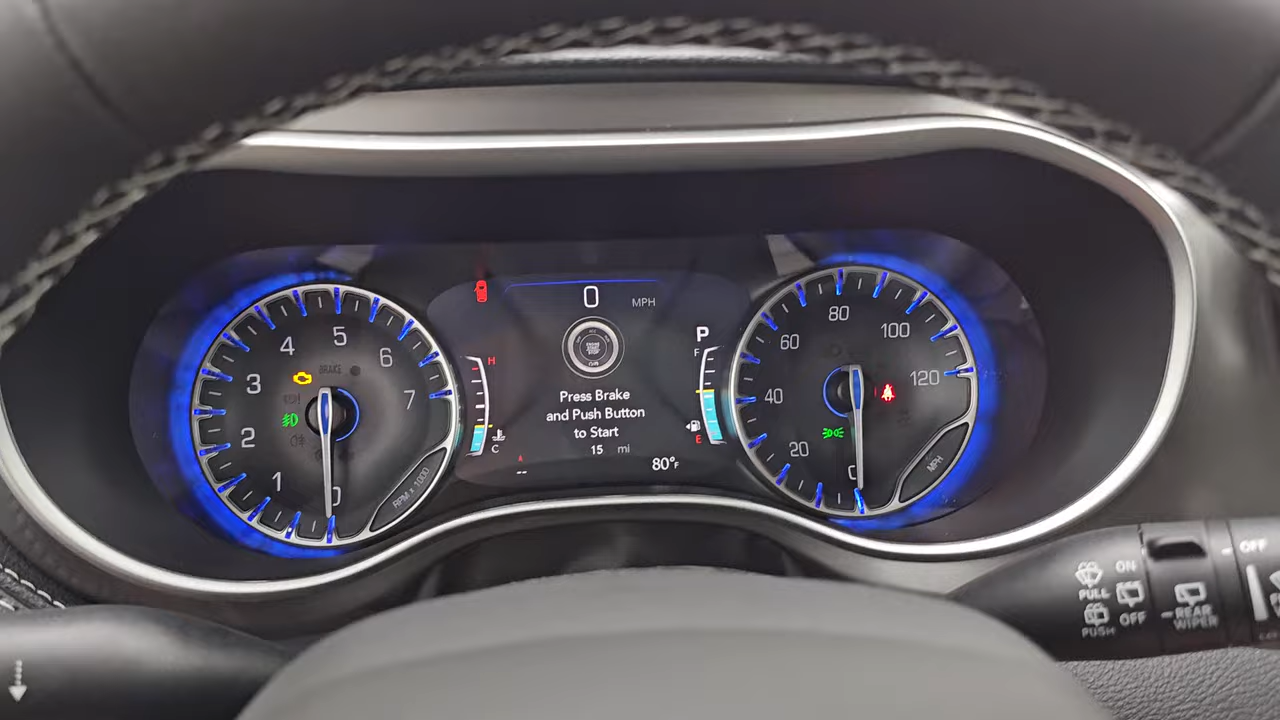 0 MPH
P
F
E
H
C
Press Brake
and Push Button
to Start
15 mi
80°F
--
0
1
2
3
4
5
6
7
RPM x 1000
BRAKE
0
20
40
60
80
100
120
MPH
PULL
PUSH
ON
OFF
REAR
WIPER
OFF